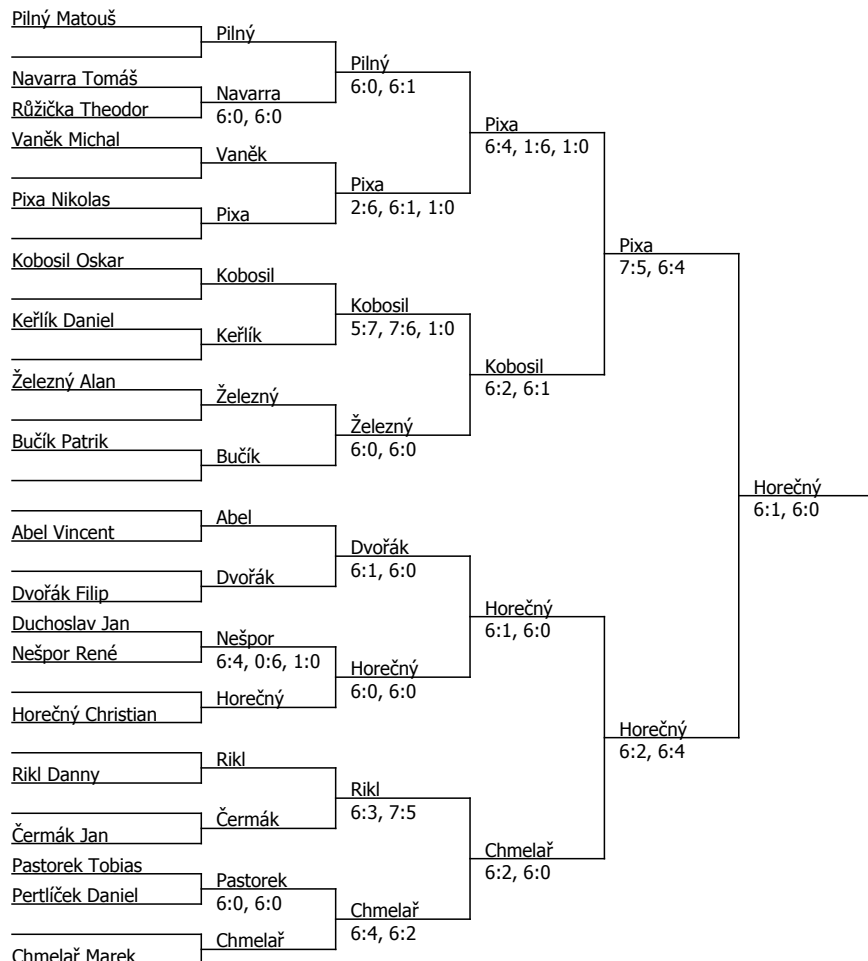 Pilný Matouš
Navarra Tomáš
Růžička Theodor
Vaněk Michal
Pixa Nikolas
Kobosil Oskar
Keřlík Daniel
Železný Alan
Bučík Patrik
Abel Vincent
Dvořák Filip
Duchoslav Jan
Nešpor René
Horečný Christian
Rikl Danny
Čermák Jan
Pastorek Tobias
Pertlíček Daniel
Chmelař Marek
Pilný
Navarra
6:0, 6:0
Vaněk
Pixa
Kobosil
Keřlík
Železný
Bučík
Abel
Dvořák
Nešpor
6:4, 0:6, 1:0
Horečný
Rikl
Čermák
Pastorek
6:0, 6:0
Chmelař
Pilný
6:0, 6:1
Pixa
2:6, 6:1, 1:0
Kobosil
5:7, 7:6, 1:0
Železný
6:0, 6:0
Dvořák
6:1, 6:0
Horečný
6:0, 6:0
Rikl
6:3, 7:5
Chmelař
6:4, 6:2
Pixa
6:4, 1:6, 1:0
Kobosil
6:2, 6:1
Horečný
6:1, 6:0
Chmelař
6:2, 6:0
Pixa
7:5, 6:4
Horečný
6:2, 6:4
Horečný
6:1, 6:0